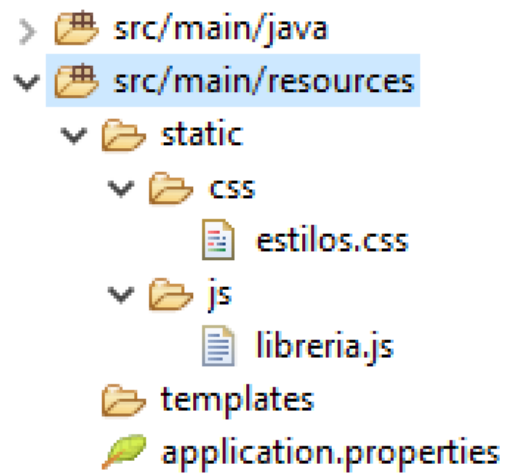 src/main/java
src/main/resources
static
css
estilos.css
js
libreria.js
templates
application.properties